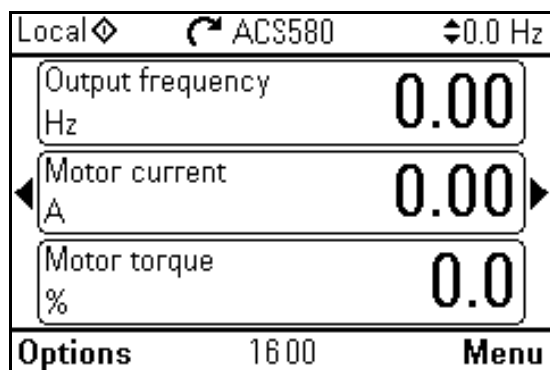 Local ACS580 0.0 Hz
Output frequency 0.00
Hz
Motor current 0.00
A
Motor torque 0.0
%
Options 16 00 Menu